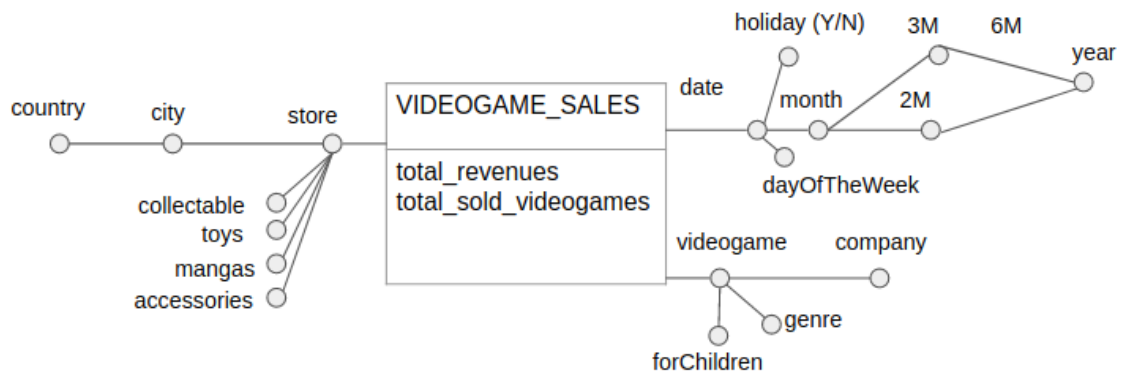 holiday (Y/N)
3M
6M
year
date
month
2M
dayOfTheWeek
country
city
store
VIDEOGAME_SALES
total_revenues
total_sold_videogames
collectable
toys
mangas
accessories
videogame
company
genre
forChildren